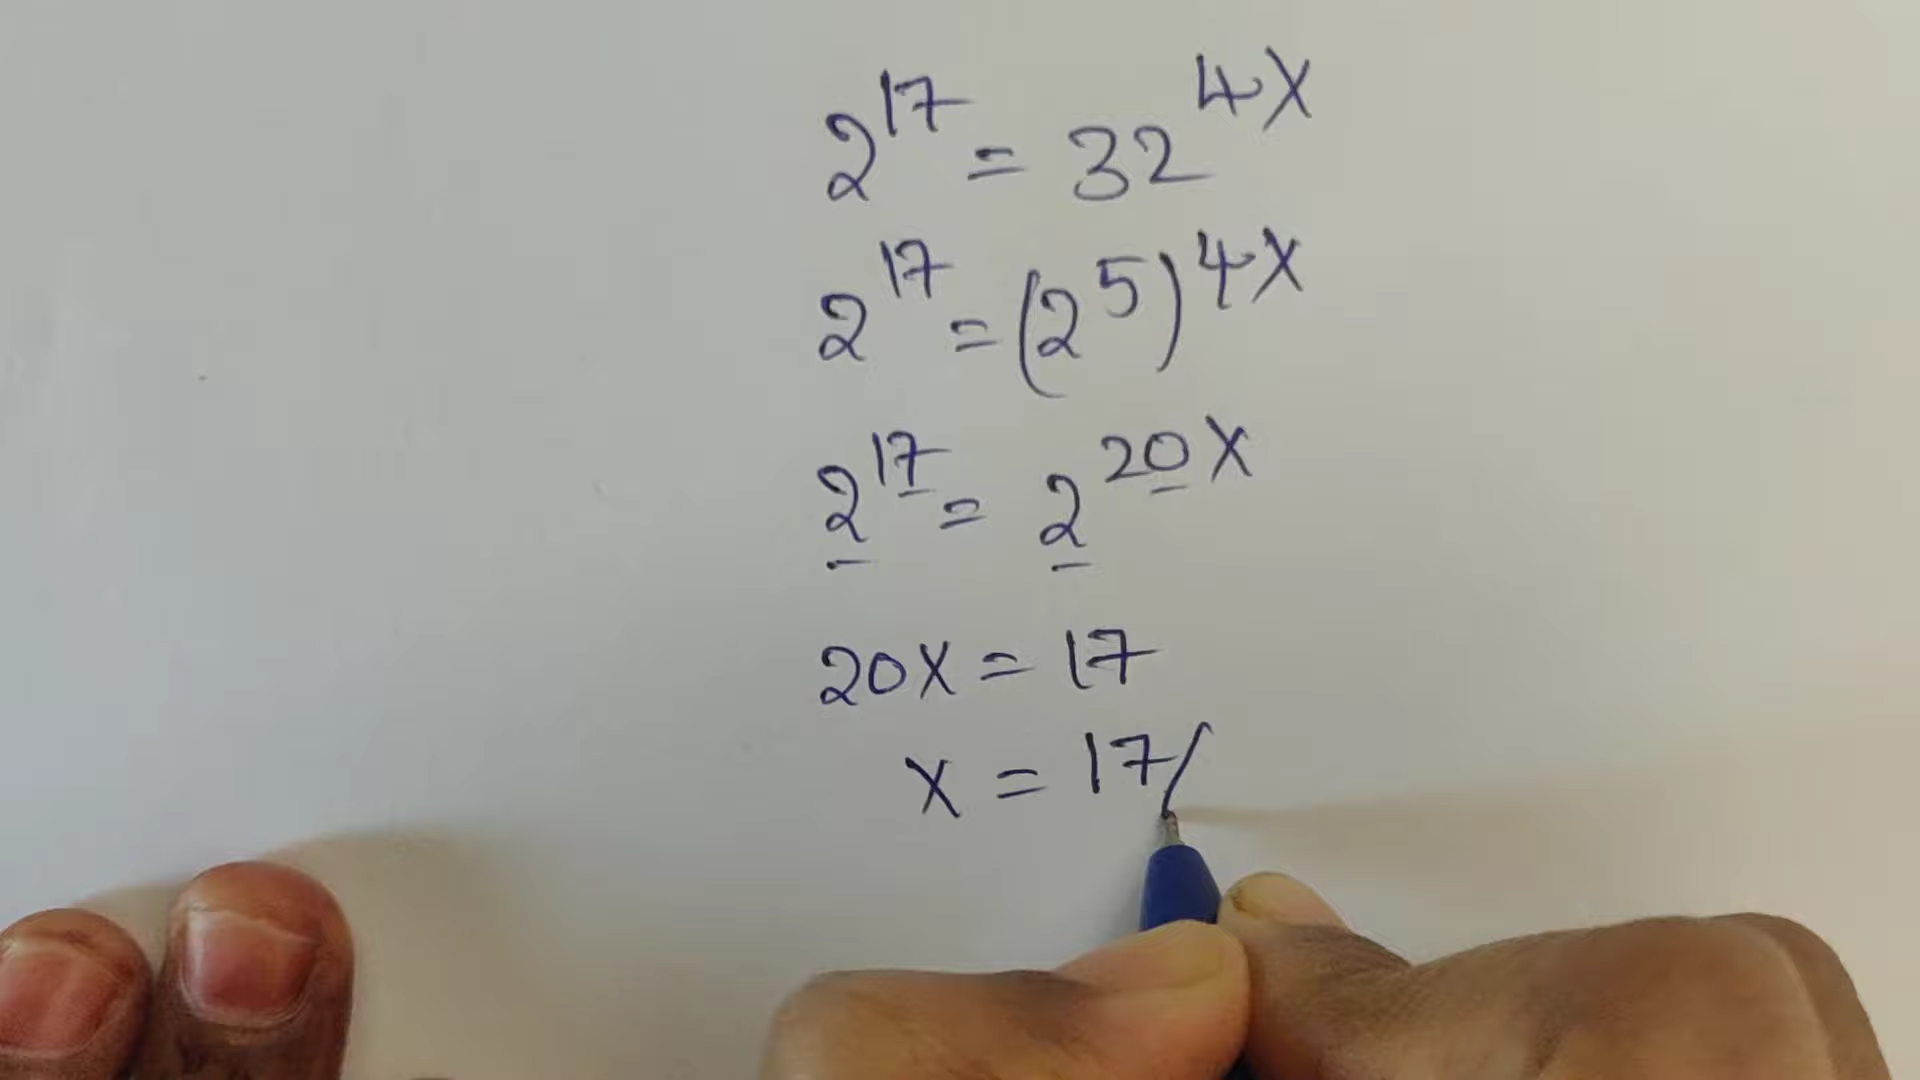 2^17 = 32^4x
2^17 = (2^5)^4x
2^17 = 2^20x
20x = 17
x = 17/